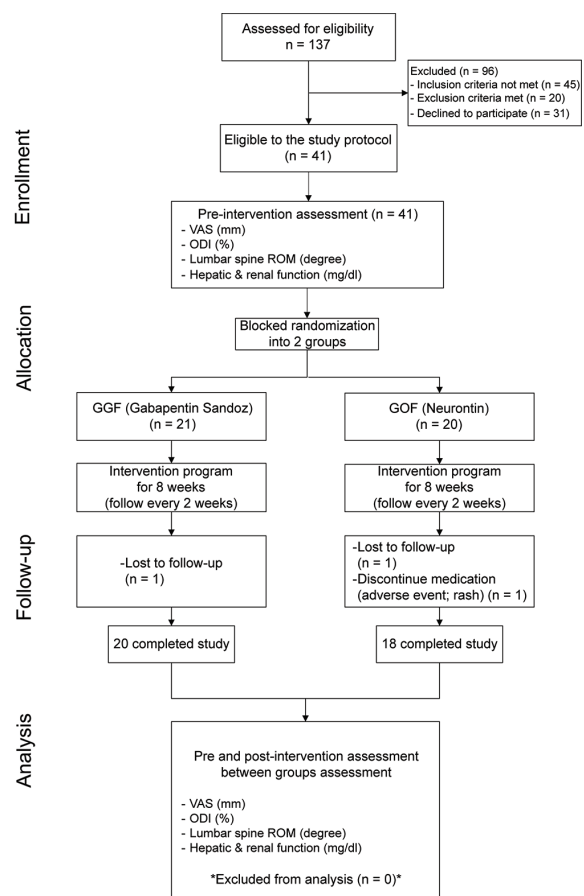 Assessed for eligibility
n = 137
Excluded (n = 96)
- Inclusion criteria not met (n = 45)
- Exclusion criteria met (n = 20)
- Declined to participate (n = 31)
Enrollment
Eligible to the study protocol
(n = 41)
Pre-intervention assessment (n = 41)
- VAS (mm)
- ODI (%)
- Lumbar spine ROM (degree)
- Hepatic & renal function (mg/dl)
Allocation
Blocked randomization
into 2 groups
GGF (Gabapentin Sandoz)
(n = 21)
GOF (Neurontin)
(n = 20)
Intervention program
for 8 weeks
(follow every 2 weeks)
Intervention program
for 8 weeks
(follow every 2 weeks)
Follow-up
-Lost to follow-up
(n = 1)
-Lost to follow-up
(n = 1)
-Discontinue medication
(adverse event; rash) (n = 1)
20 completed study
18 completed study
Analysis
Pre and post-intervention assessment
between groups assessment
- VAS (mm)
- ODI (%)
- Lumbar spine ROM (degree)
- Hepatic & renal function (mg/dl)
*Excluded from analysis (n = 0)*